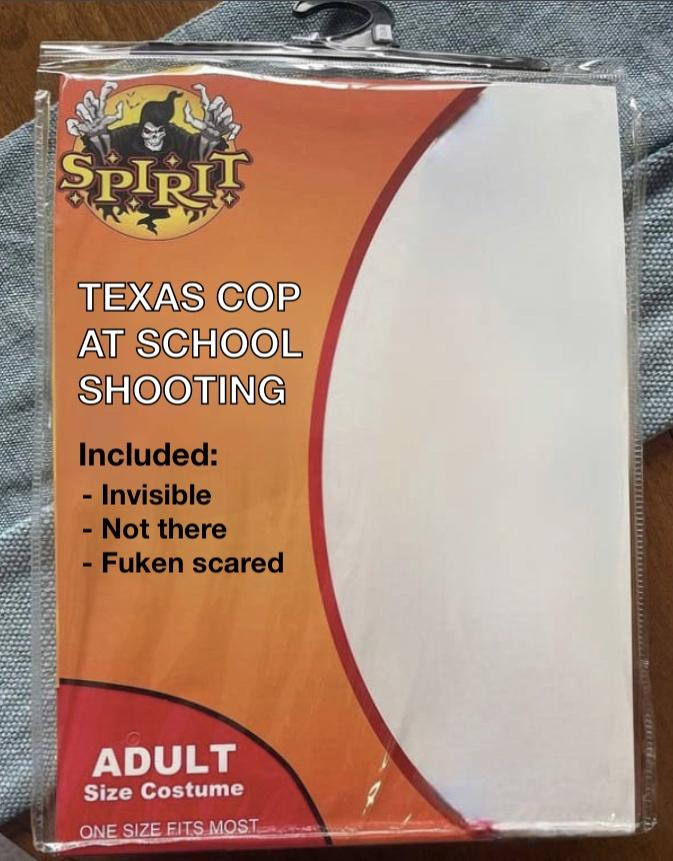 SPIRIT
TEXAS COP
AT SCHOOL
SHOOTING
Included:
- Invisible
- Not there
- Fuken scared
ADULT
Size Costume
ONE SIZE FITS MOST